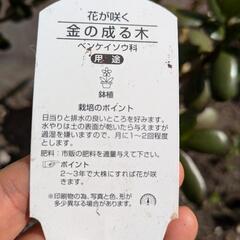 花が咲く
金の成る木
ベンケイソウ科
用途
鉢植
栽培のポイント
日当りと排水の良いところを好みます。
水やりは土の表面が乾いたら与えますが
過湿を嫌いますので、月に1〜2回程度
とします。
肥料:市販の肥料を適量与えて下さい。
ポイント
2〜3年で大株にすれば花が咲
きます。
※印刷物の為、写真と色、形が
多少異なる場合があります。